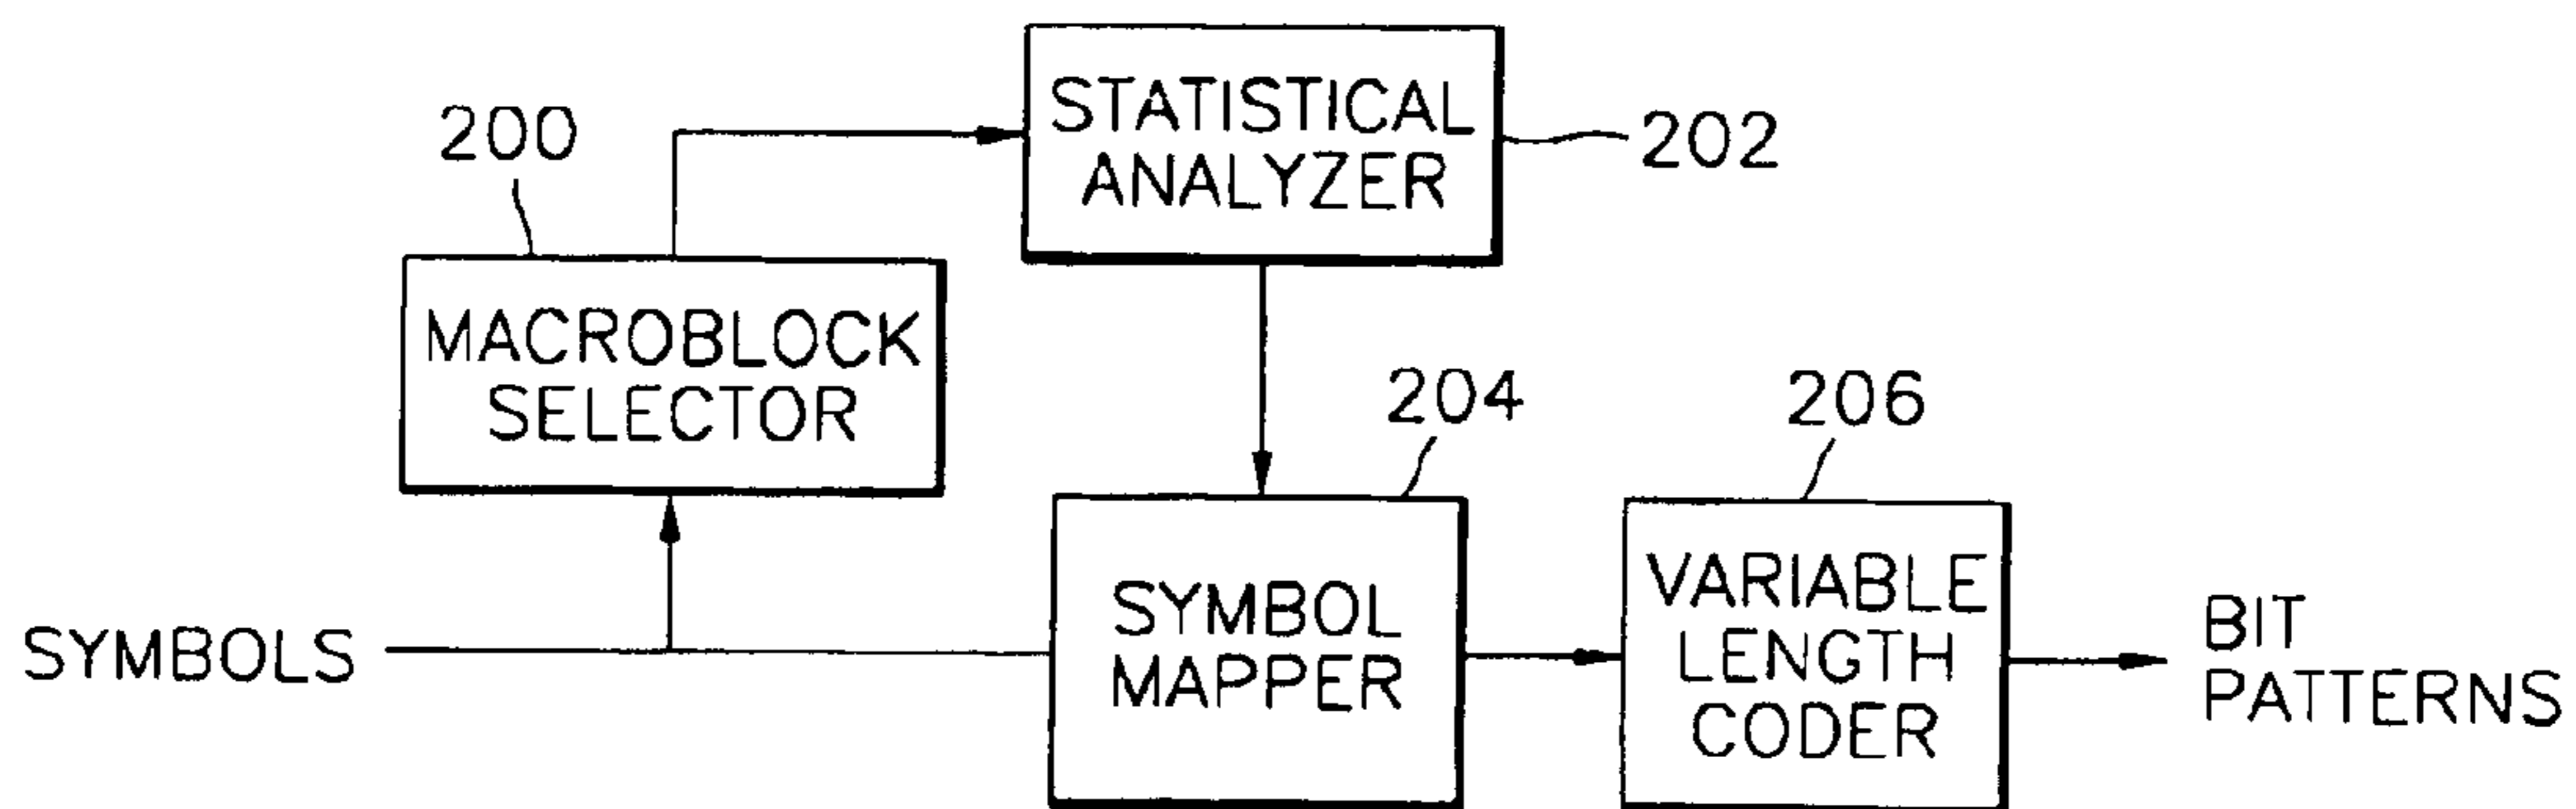 200
STATISTICAL
ANALYZER
202
MACROBLOCK
SELECTOR
204
206
SYMBOLS
SYMBOL
MAPPER
VARIABLE
LENGTH
CODER
BIT
PATTERNS